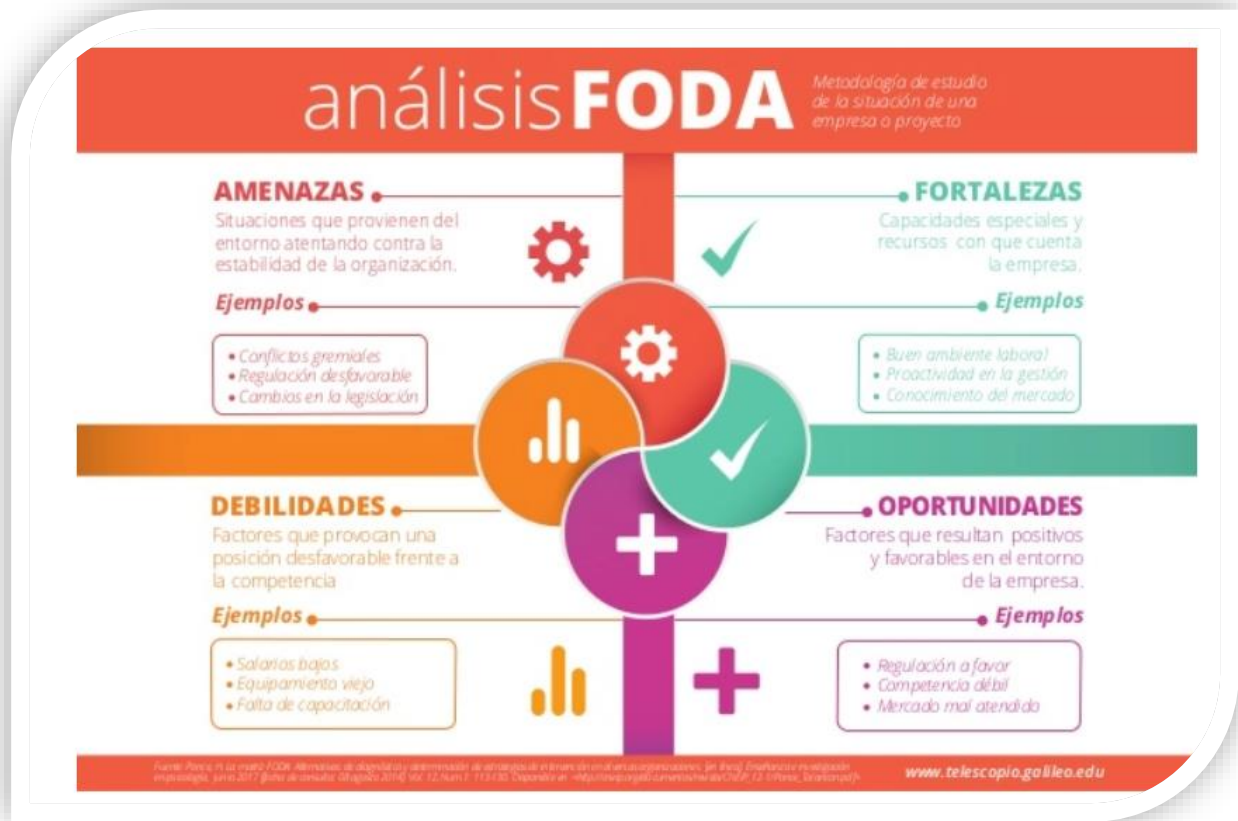 análisis FODA
Metodología de estudio
de la situación de una
empresa o proyecto
AMENAZAS
Situaciones que provienen del
entorno atentando contra la
estabilidad de la organización.
Ejemplos
• Conflictos gremiales
• Regulación desfavorable
• Cambios en la legislación
FORTALEZAS
Capacidades especiales y
recursos con que cuenta
la empresa.
Ejemplos
• Buen ambiente laboral
• Proactividad en la gestión
• Conocimiento del mercado
DEBILIDADES
Factores que provocan una
posición desfavorable frente a
la competencia
Ejemplos
• Salarios bajos
• Equipamiento viejo
• Falta de capacitación
OPORTUNIDADES
Factores que resultan positivos
y favorables en el entorno
de la empresa.
Ejemplos
• Regulación a favor
• Competencia débil
• Mercado mal atendido
www.telescopio.galileo.edu